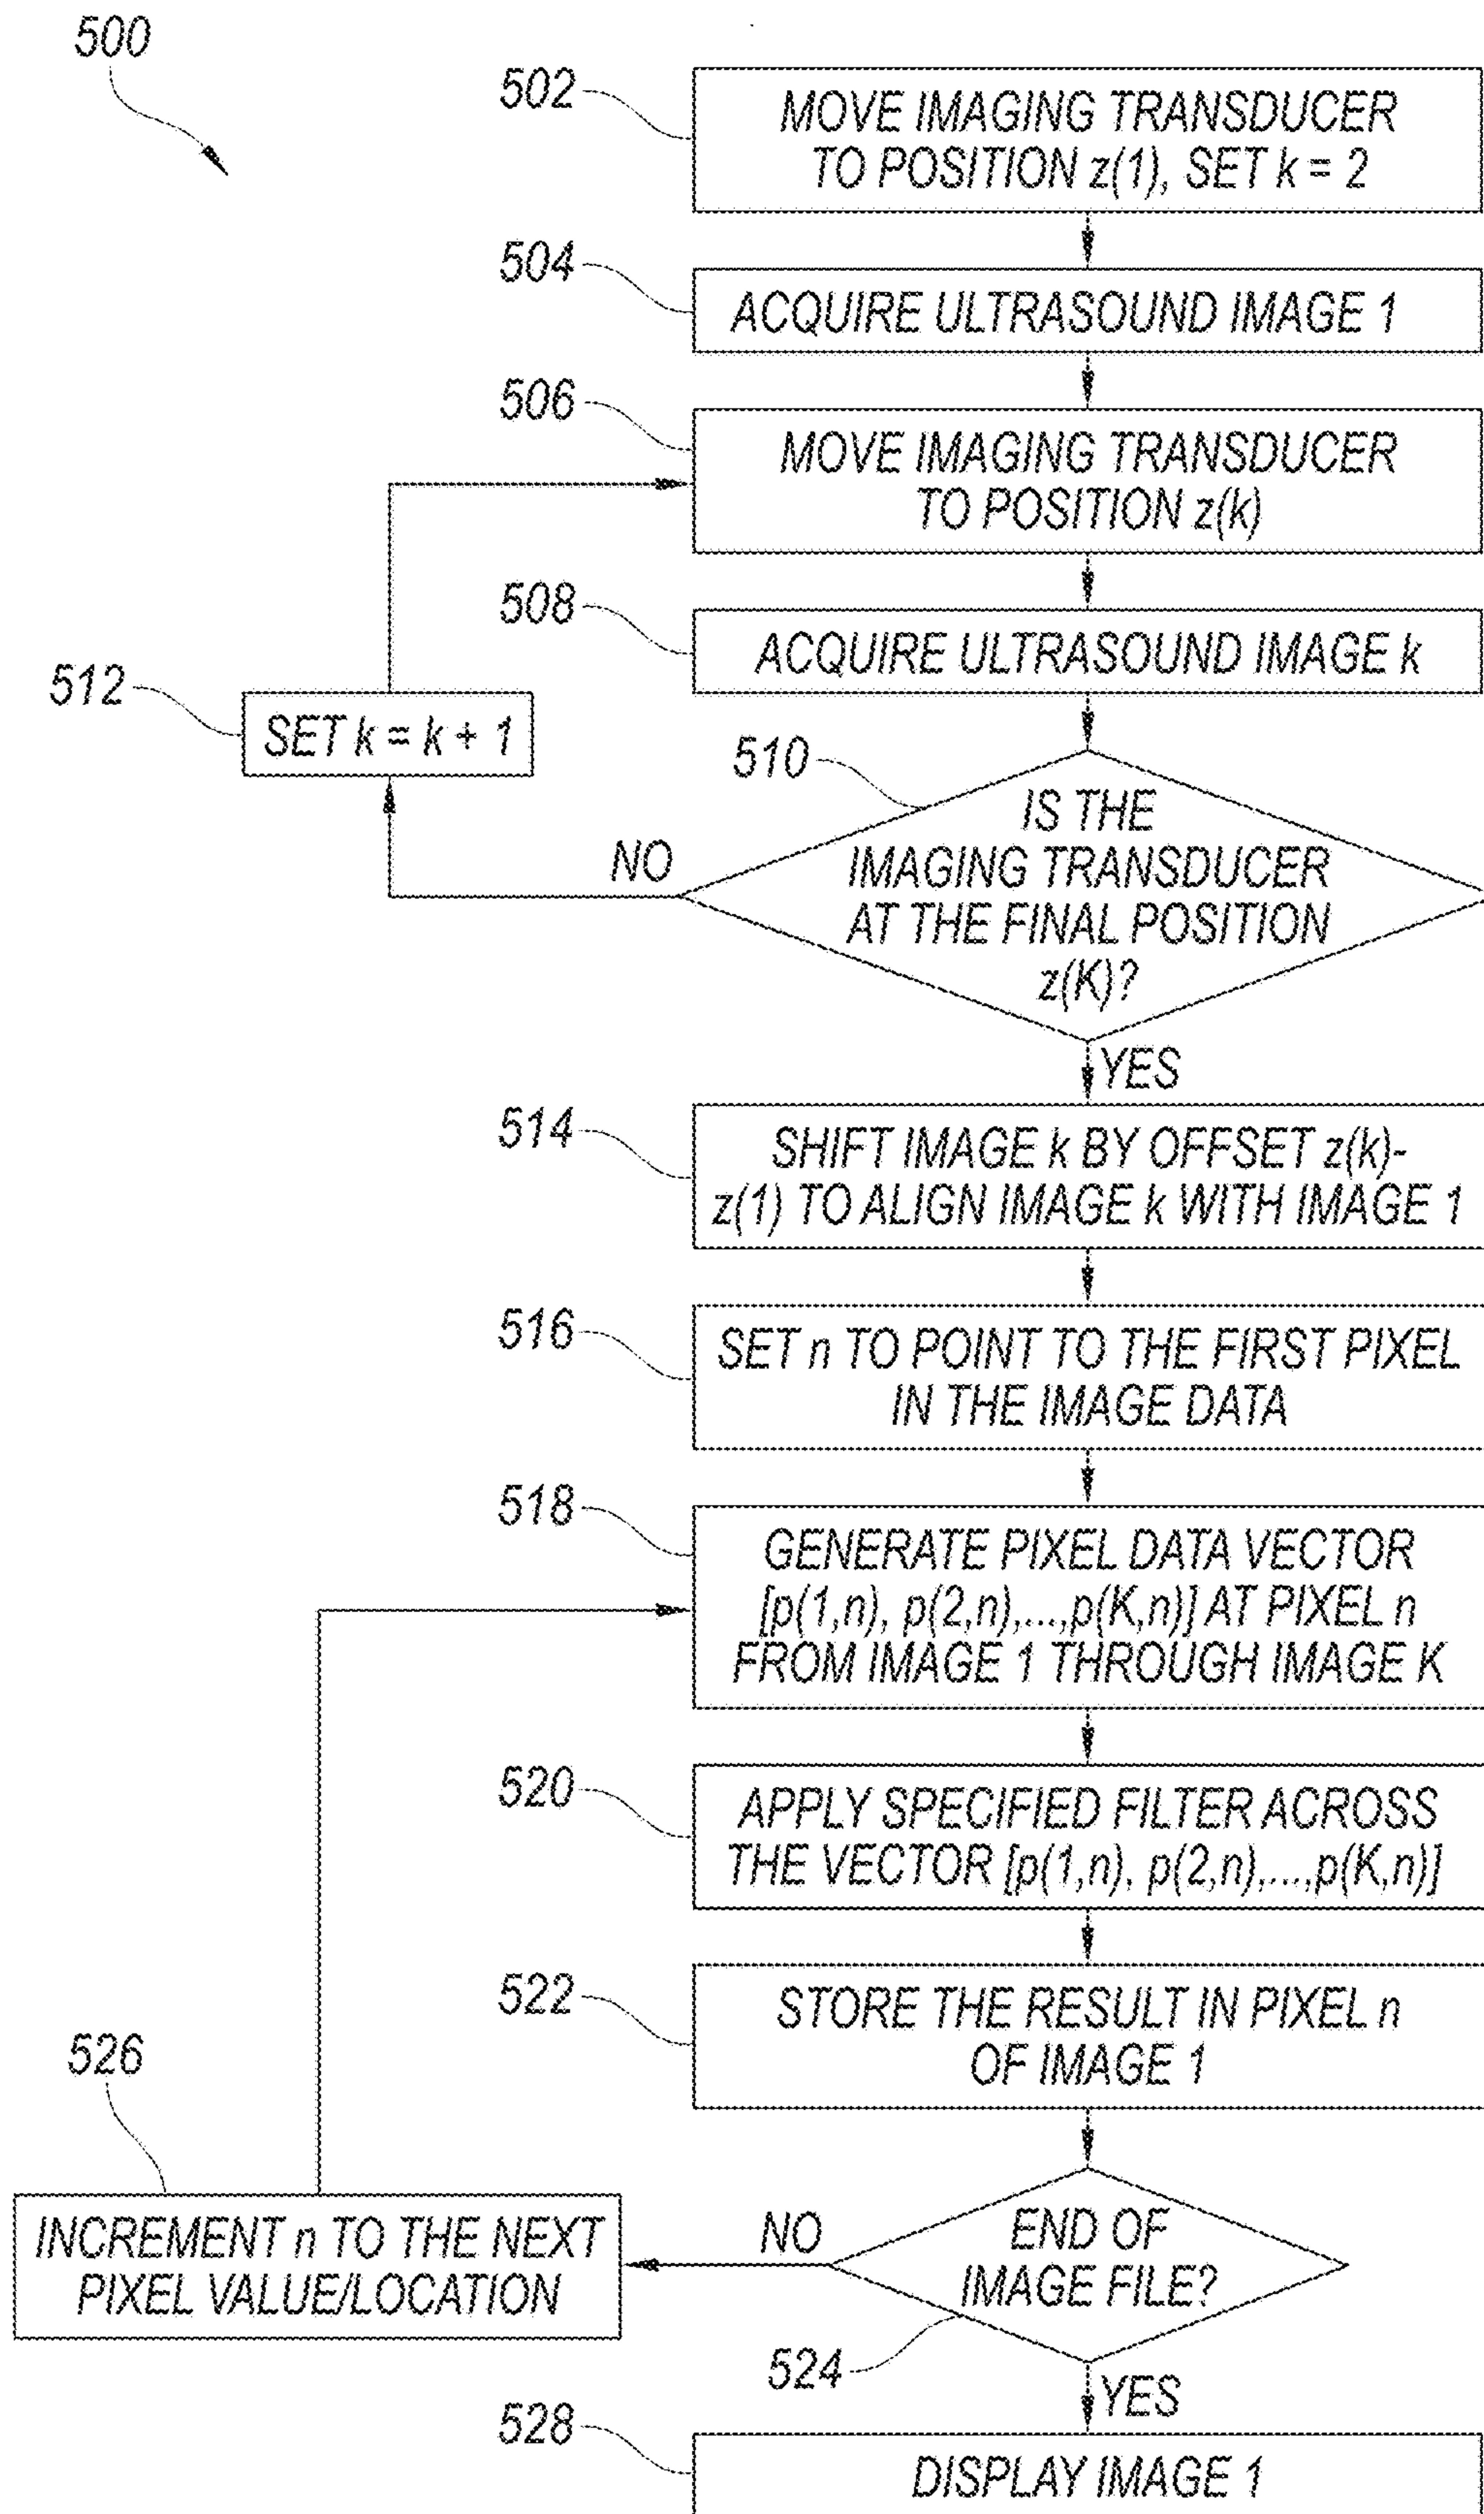 500
502
MOVE IMAGING TRANSDUCER
TO POSITION z(1), SET k = 2
504
ACQUIRE ULTRASOUND IMAGE 1
506
MOVE IMAGING TRANSDUCER
TO POSITION z(k)
508
ACQUIRE ULTRASOUND IMAGE k
512
SET k = k + 1
510
IS THE
IMAGING TRANSDUCER
AT THE FINAL POSITION
z(K)?
NO
YES
514
SHIFT IMAGE k BY OFFSET z(k)-
z(1) TO ALIGN IMAGE k WITH IMAGE 1
516
SET n TO POINT TO THE FIRST PIXEL
IN THE IMAGE DATA
518
GENERATE PIXEL DATA VECTOR
[p(1,n), p(2,n),...,p(K,n)] AT PIXEL n
FROM IMAGE 1 THROUGH IMAGE K
520
APPLY SPECIFIED FILTER ACROSS
THE VECTOR [p(1,n), p(2,n),...,p(K,n)]
522
STORE THE RESULT IN PIXEL n
OF IMAGE 1
526
INCREMENT n TO THE NEXT
PIXEL VALUE/LOCATION
NO
END OF
IMAGE FILE?
524
YES
528
DISPLAY IMAGE 1